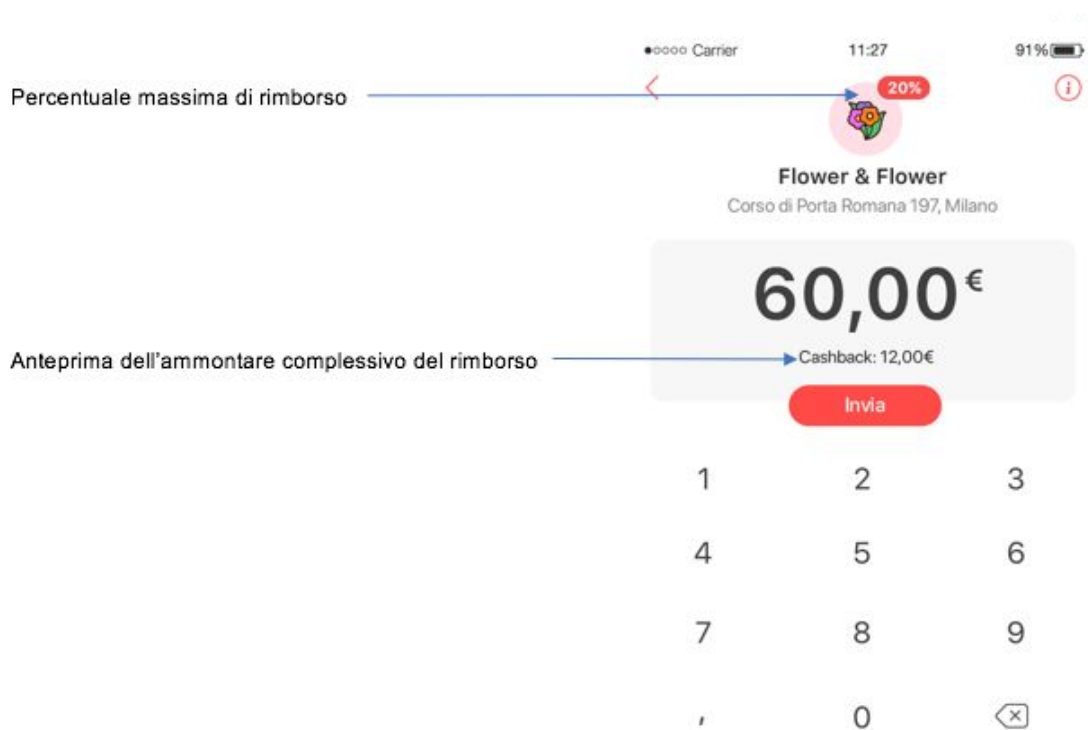 Carrier 11:27 91%
Percentuale massima di rimborso
20%
i
Flower & Flower
Corso di Porta Romana 197, Milano
60,00€
Anteprima dell'ammontare complessivo del rimborso
Cashback: 12,00€
Invia
1 2 3
4 5 6
7 8 9
, 0